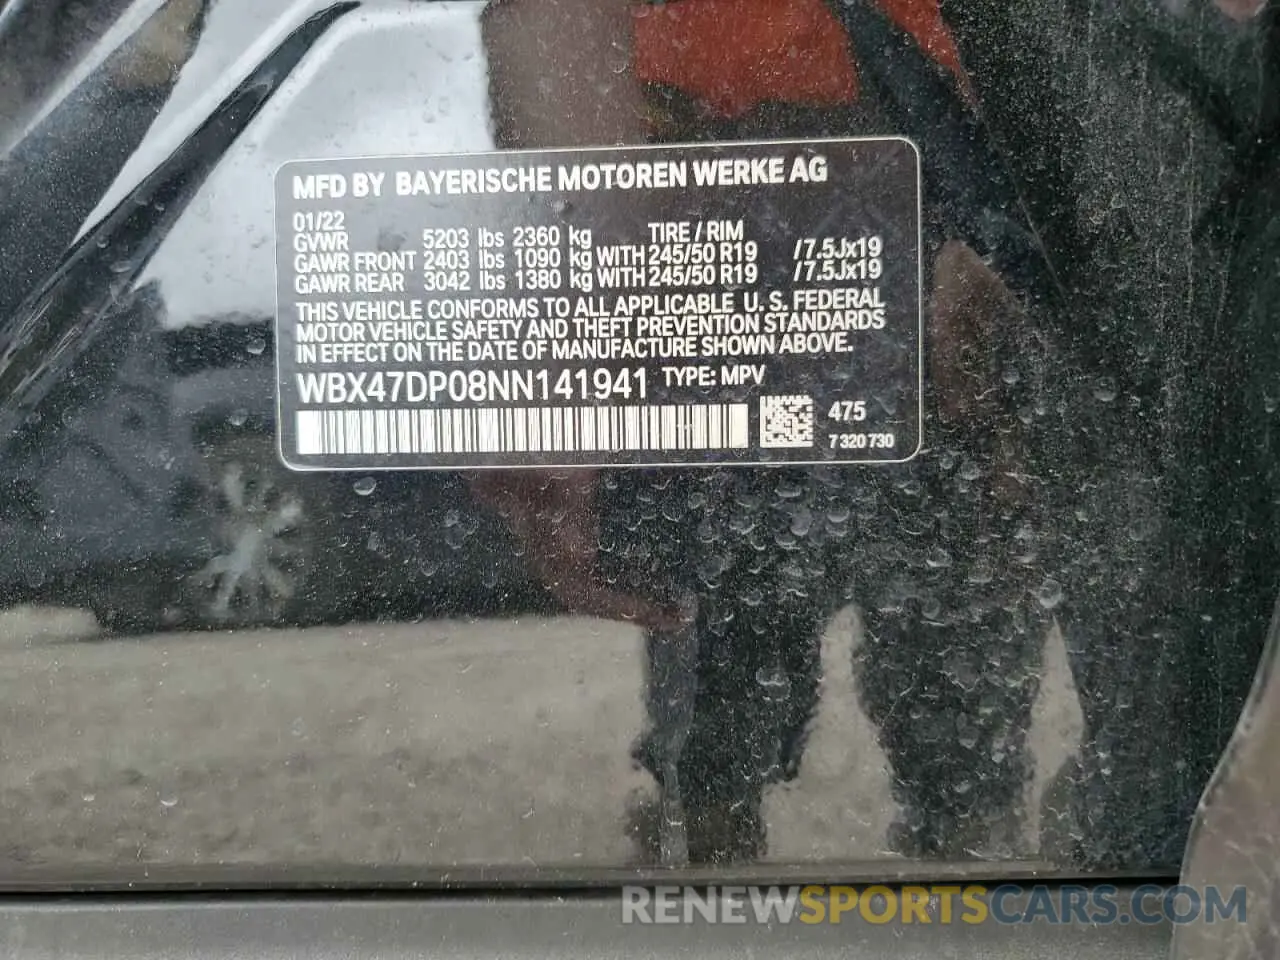 MFD BY BAYERISCHE MOTOREN WERKE AG
01/22 TIRE / RIM
GVWR 5203 lbs 2360 kg
GAWR FRONT 2403 lbs 1090 kg WITH 245/50 R19 /7.5Jx19
GAWR REAR 3042 lbs 1380 kg WITH 245/50 R19 /7.5Jx19
THIS VEHICLE CONFORMS TO ALL APPLICABLE U. S. FEDERAL
MOTOR VEHICLE SAFETY AND THEFT PREVENTION STANDARDS
IN EFFECT ON THE DATE OF MANUFACTURE SHOWN ABOVE.
WBX47DP08NN141941 TYPE: MPV
475
7 320 730
RENEWSPORTSCARS.COM